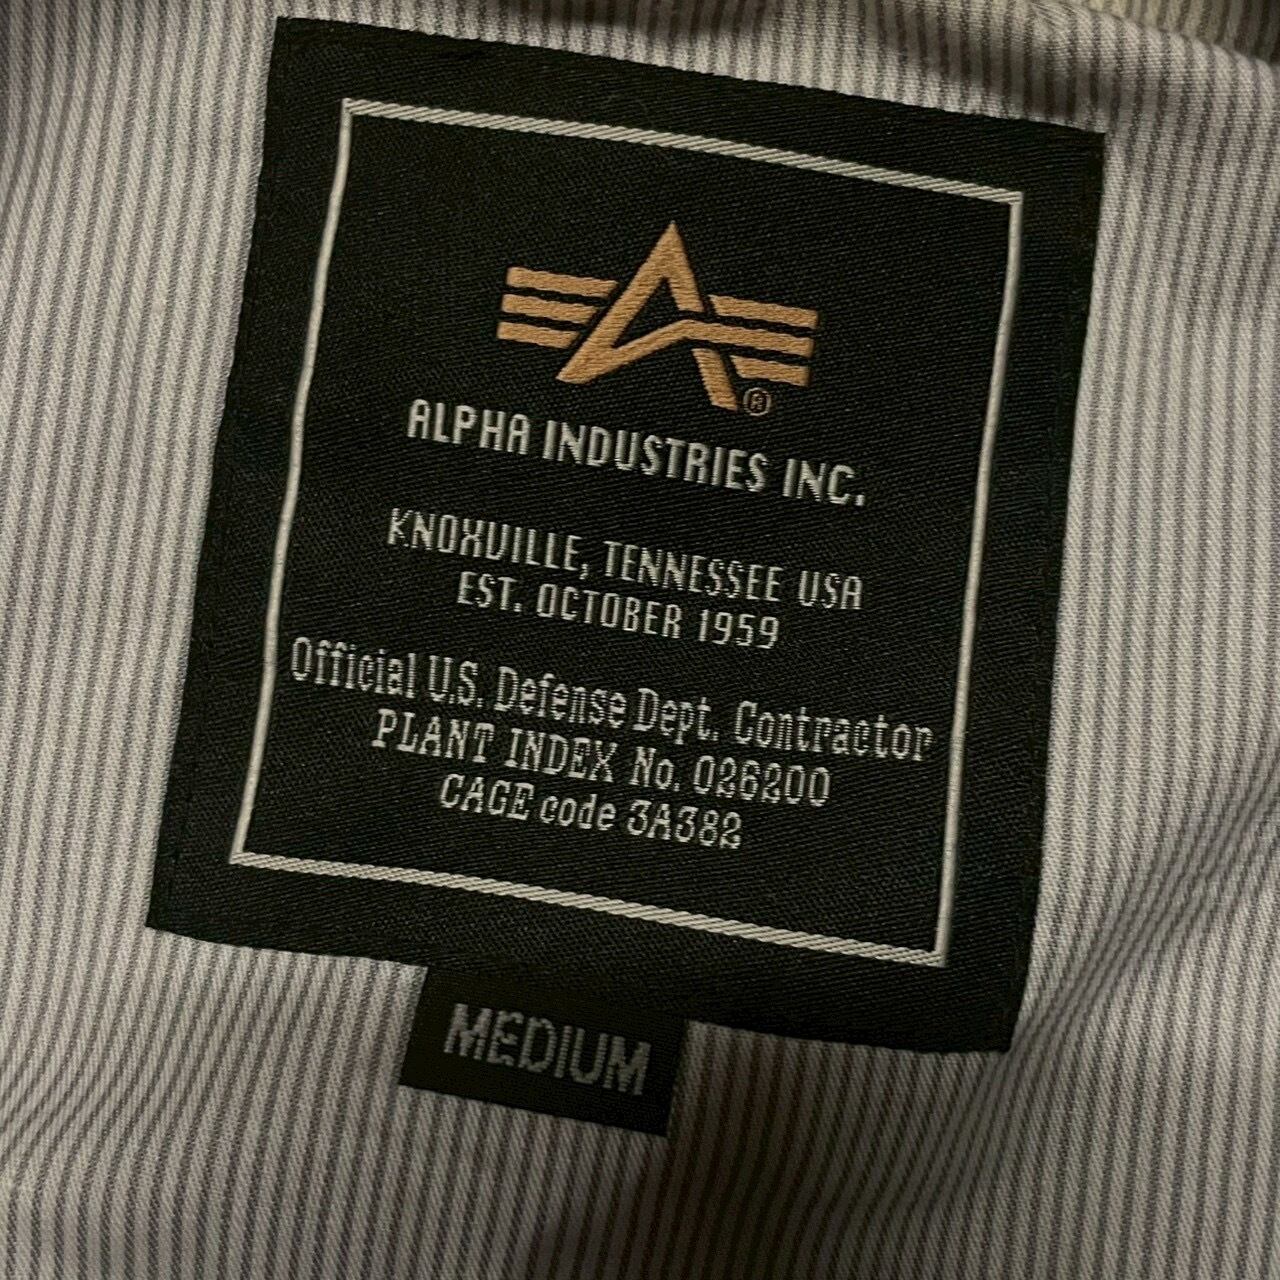 ®
ALPHA INDUSTRIES INC.
KNOXVILLE, TENNESSEE USA
EST. OCTOBER 1959
Official U.S. Defense Dept. Contractor
PLANT INDEX No. 026200
CAGE code 3A382
MEDIUM